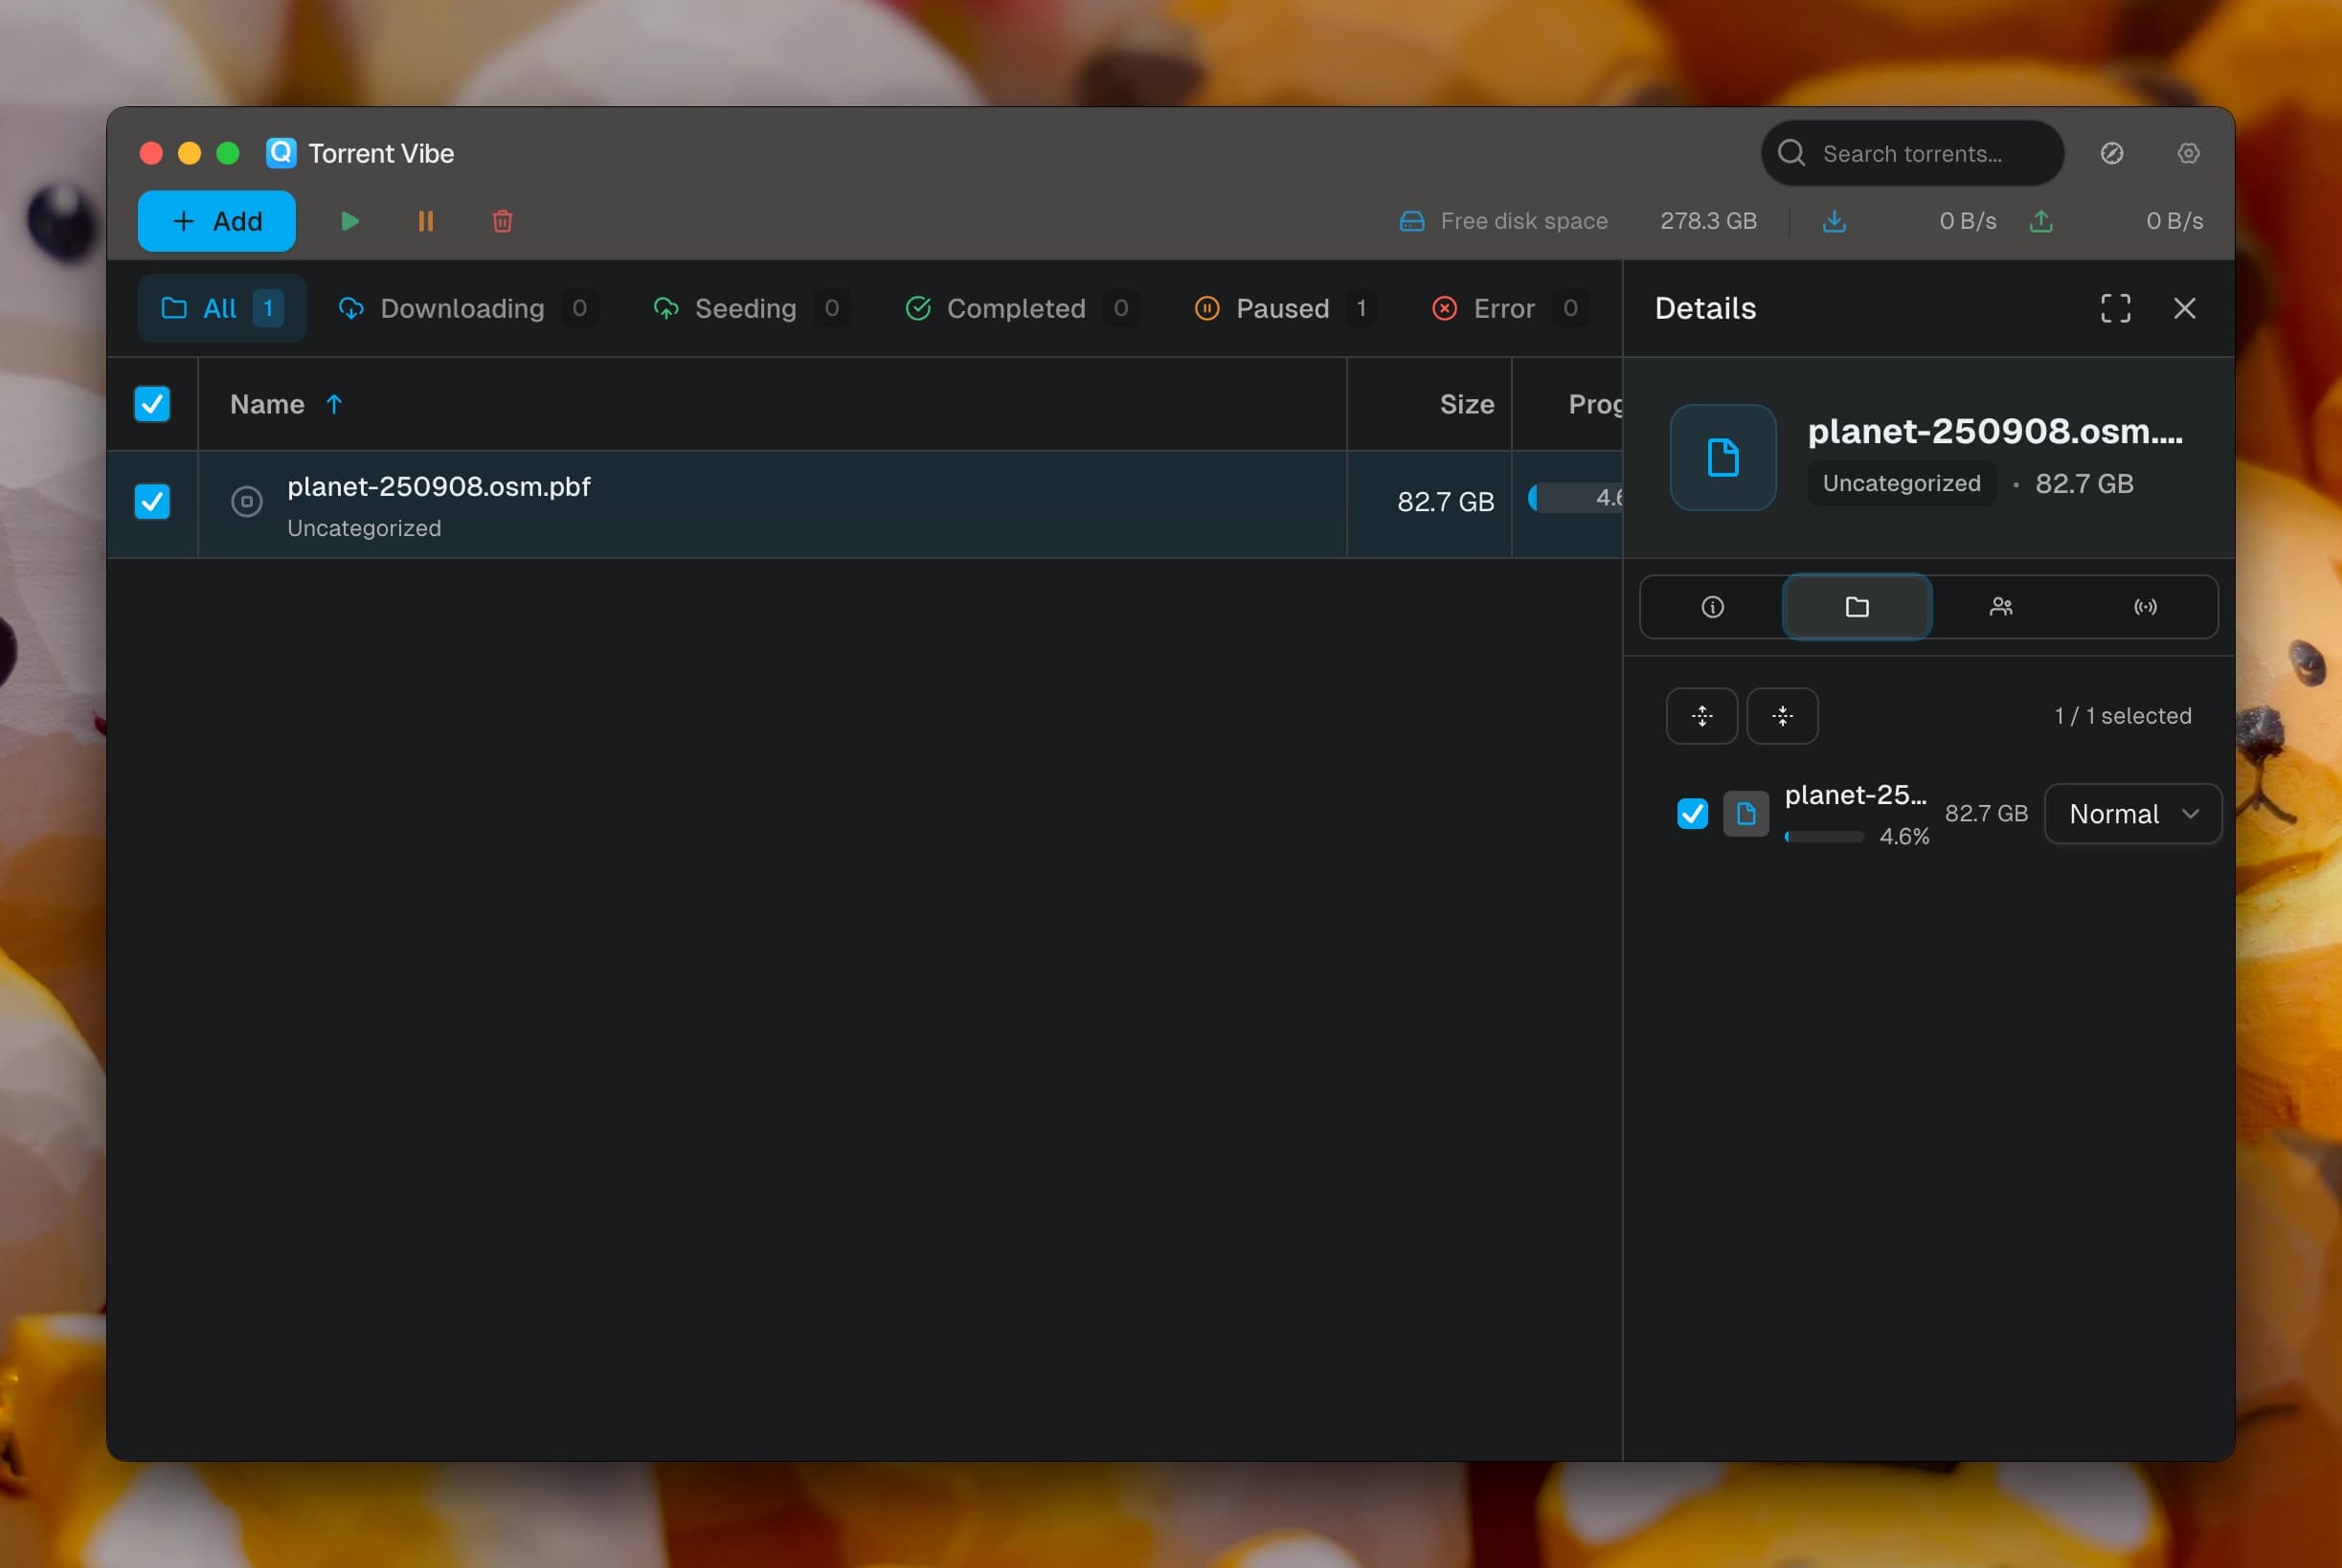 Torrent Vibe
Search torrents...
Add
Free disk space 278.3 GB 0 B/s 0 B/s
All 1 Downloading 0 Seeding 0 Completed 0 Paused 1 Error 0
Name Size Prog
planet-250908.osm.pbf
Uncategorized
82.7 GB 4.6
Details
planet-250908.osm....
Uncategorized • 82.7 GB
1 / 1 selected
planet-25...
4.6%
82.7 GB
Normal